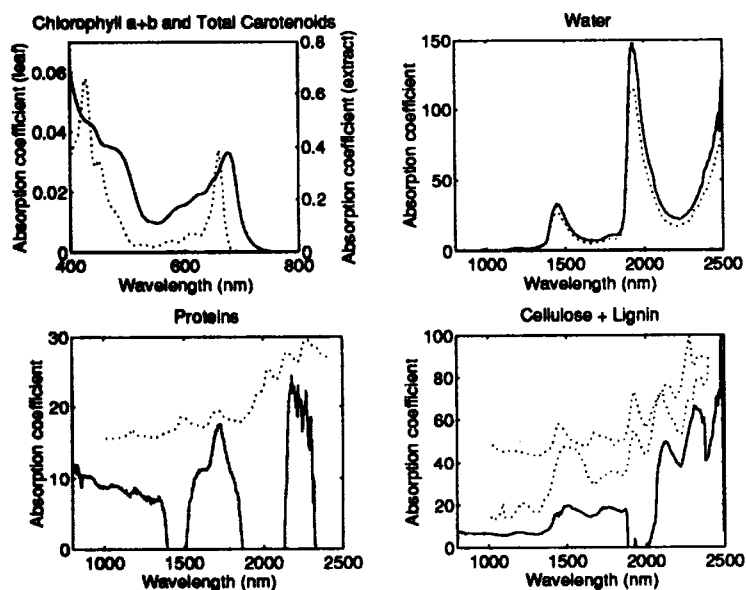 Chlorophyll a+b and Total Carotenoids
Absorption coefficient (leaf)
0.06
0.04
0.02
0
0.8
0.6
0.4
0.2
0
Absorption coefficient (extract)
400
600
800
Wavelength (nm)
Water
Absorption coefficient
150
100
50
0
1000
1500
2000
2500
Wavelength (nm)
Proteins
Absorption coefficient
30
20
10
0
1000
1500
2000
2500
Wavelength (nm)
Cellulose + Lignin
Absorption coefficient
100
80
60
40
20
0
1000
1500
2000
2500
Wavelength (nm)